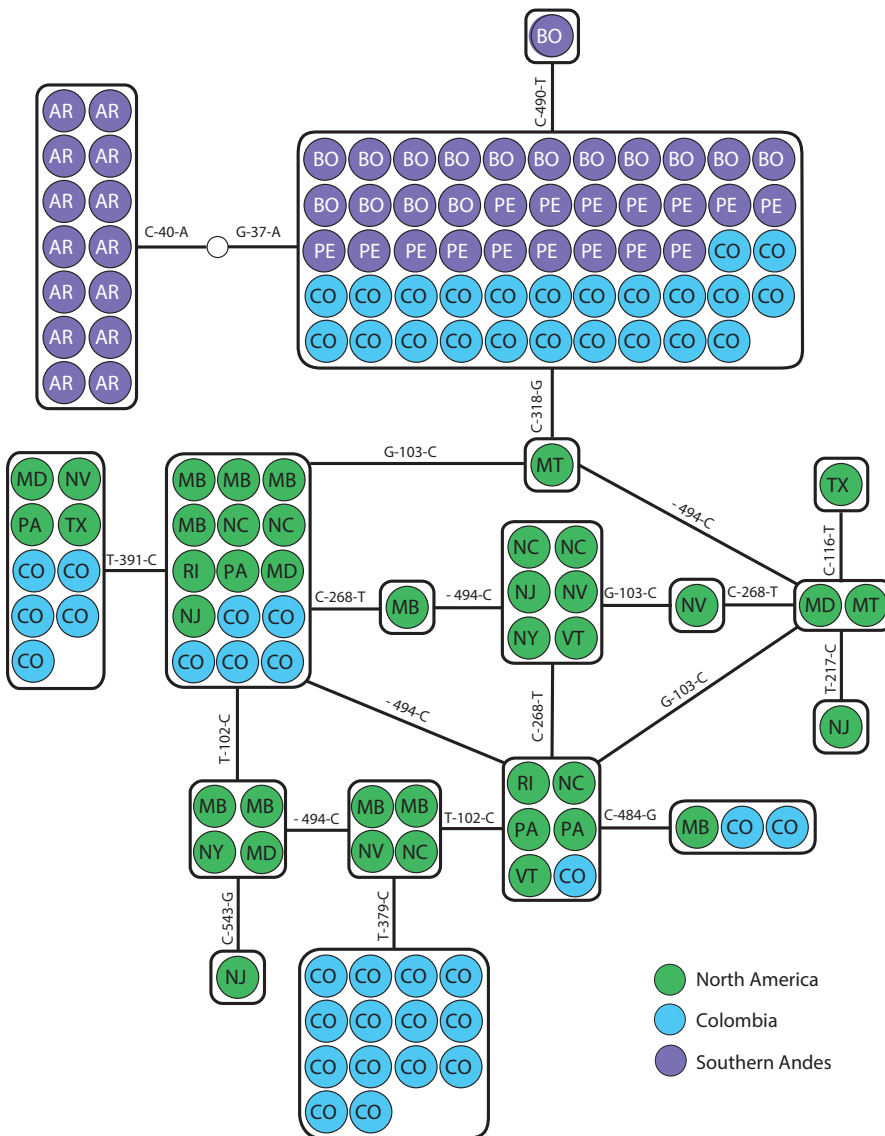 BO
C-490-T
AR AR
AR AR
AR AR
AR AR
AR AR
AR AR
AR AR
C-40-A
G-37-A
BO BO BO BO BO BO BO BO BO BO BO
BO BO BO BO PE PE PE PE PE PE PE
PE PE PE PE PE PE PE PE PE CO CO
CO CO CO CO CO CO CO CO CO CO CO
CO CO CO CO CO CO CO CO CO CO
C-318-G
G-103-C
MT
- 494-C
MD NV
PA TX
CO CO
CO CO
CO
T-391-C
MB MB MB
MB NC NC
RI PA MD
NJ CO CO
CO CO CO
C-268-T
MB
- 494-C
NC NC
NJ NV
NY VT
G-103-C
NV
C-268-T
TX
C-116-T
MD MT
T-217-C
NJ
T-102-C
- 494-C
C-268-T
G-103-C
MB MB
NY MD
- 494-C
MB MB
NV NC
T-102-C
RI NC
PA PA
VT CO
C-484-G
MB CO CO
C-543-G
NJ
T-379-C
CO CO CO CO
CO CO CO CO
CO CO CO CO
CO CO
North America
Colombia
Southern Andes